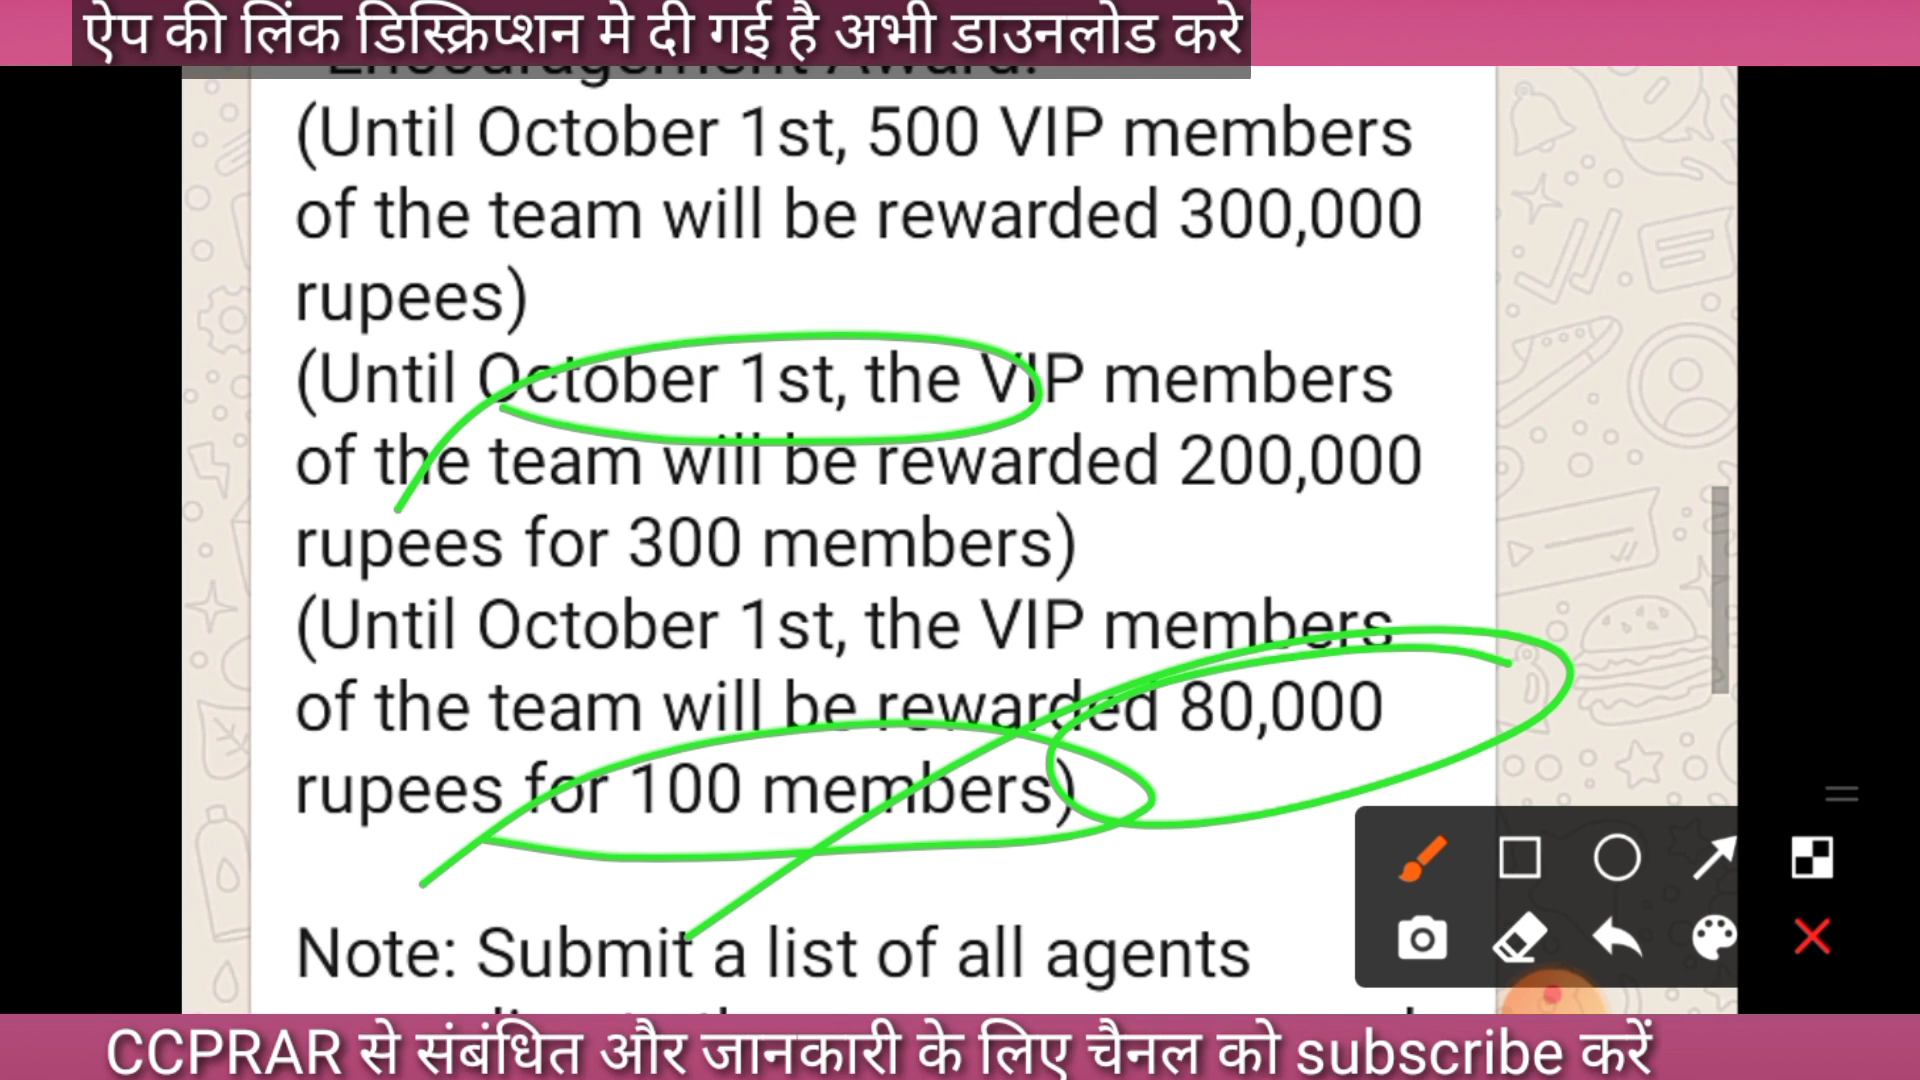 ऐप की लिंक डिस्क्रिप्शन मे दी गई है अभी डाउनलोड करे
Encouragement Award:
(Until October 1st, 500 VIP members
of the team will be rewarded 300,000
rupees)
(Until October 1st, the VIP members
of the team will be rewarded 200,000
rupees for 300 members)
(Until October 1st, the VIP members
of the team will be rewarded 80,000
rupees for 100 members)
Note: Submit a list of all agents
CCPRAR से संबंधित और जानकारी के लिए चैनल को subscribe करें